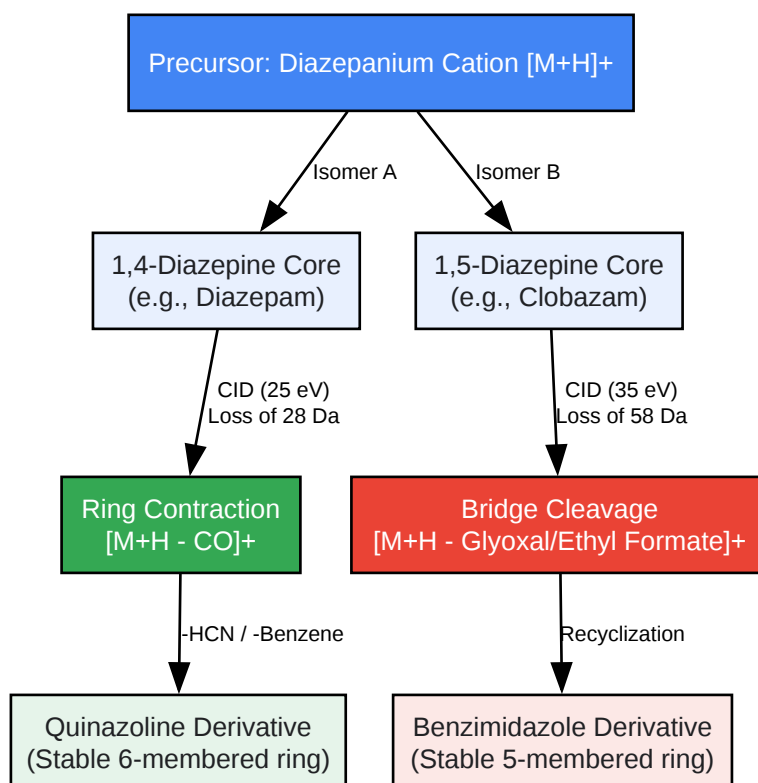 Precursor: Diazepanium Cation [M+H]+
Isomer A
Isomer B
1,4-Diazepine Core
(e.g., Diazepam)
1,5-Diazepine Core
(e.g., Clobazam)
CID (25 eV)
Loss of 28 Da
CID (35 eV)
Loss of 58 Da
Ring Contraction
[M+H - CO]+
Bridge Cleavage
[M+H - Glyoxal/Ethyl Formate]+
-HCN / -Benzene
Recyclization
Quinazoline Derivative
(Stable 6-membered ring)
Benzimidazole Derivative
(Stable 5-membered ring)